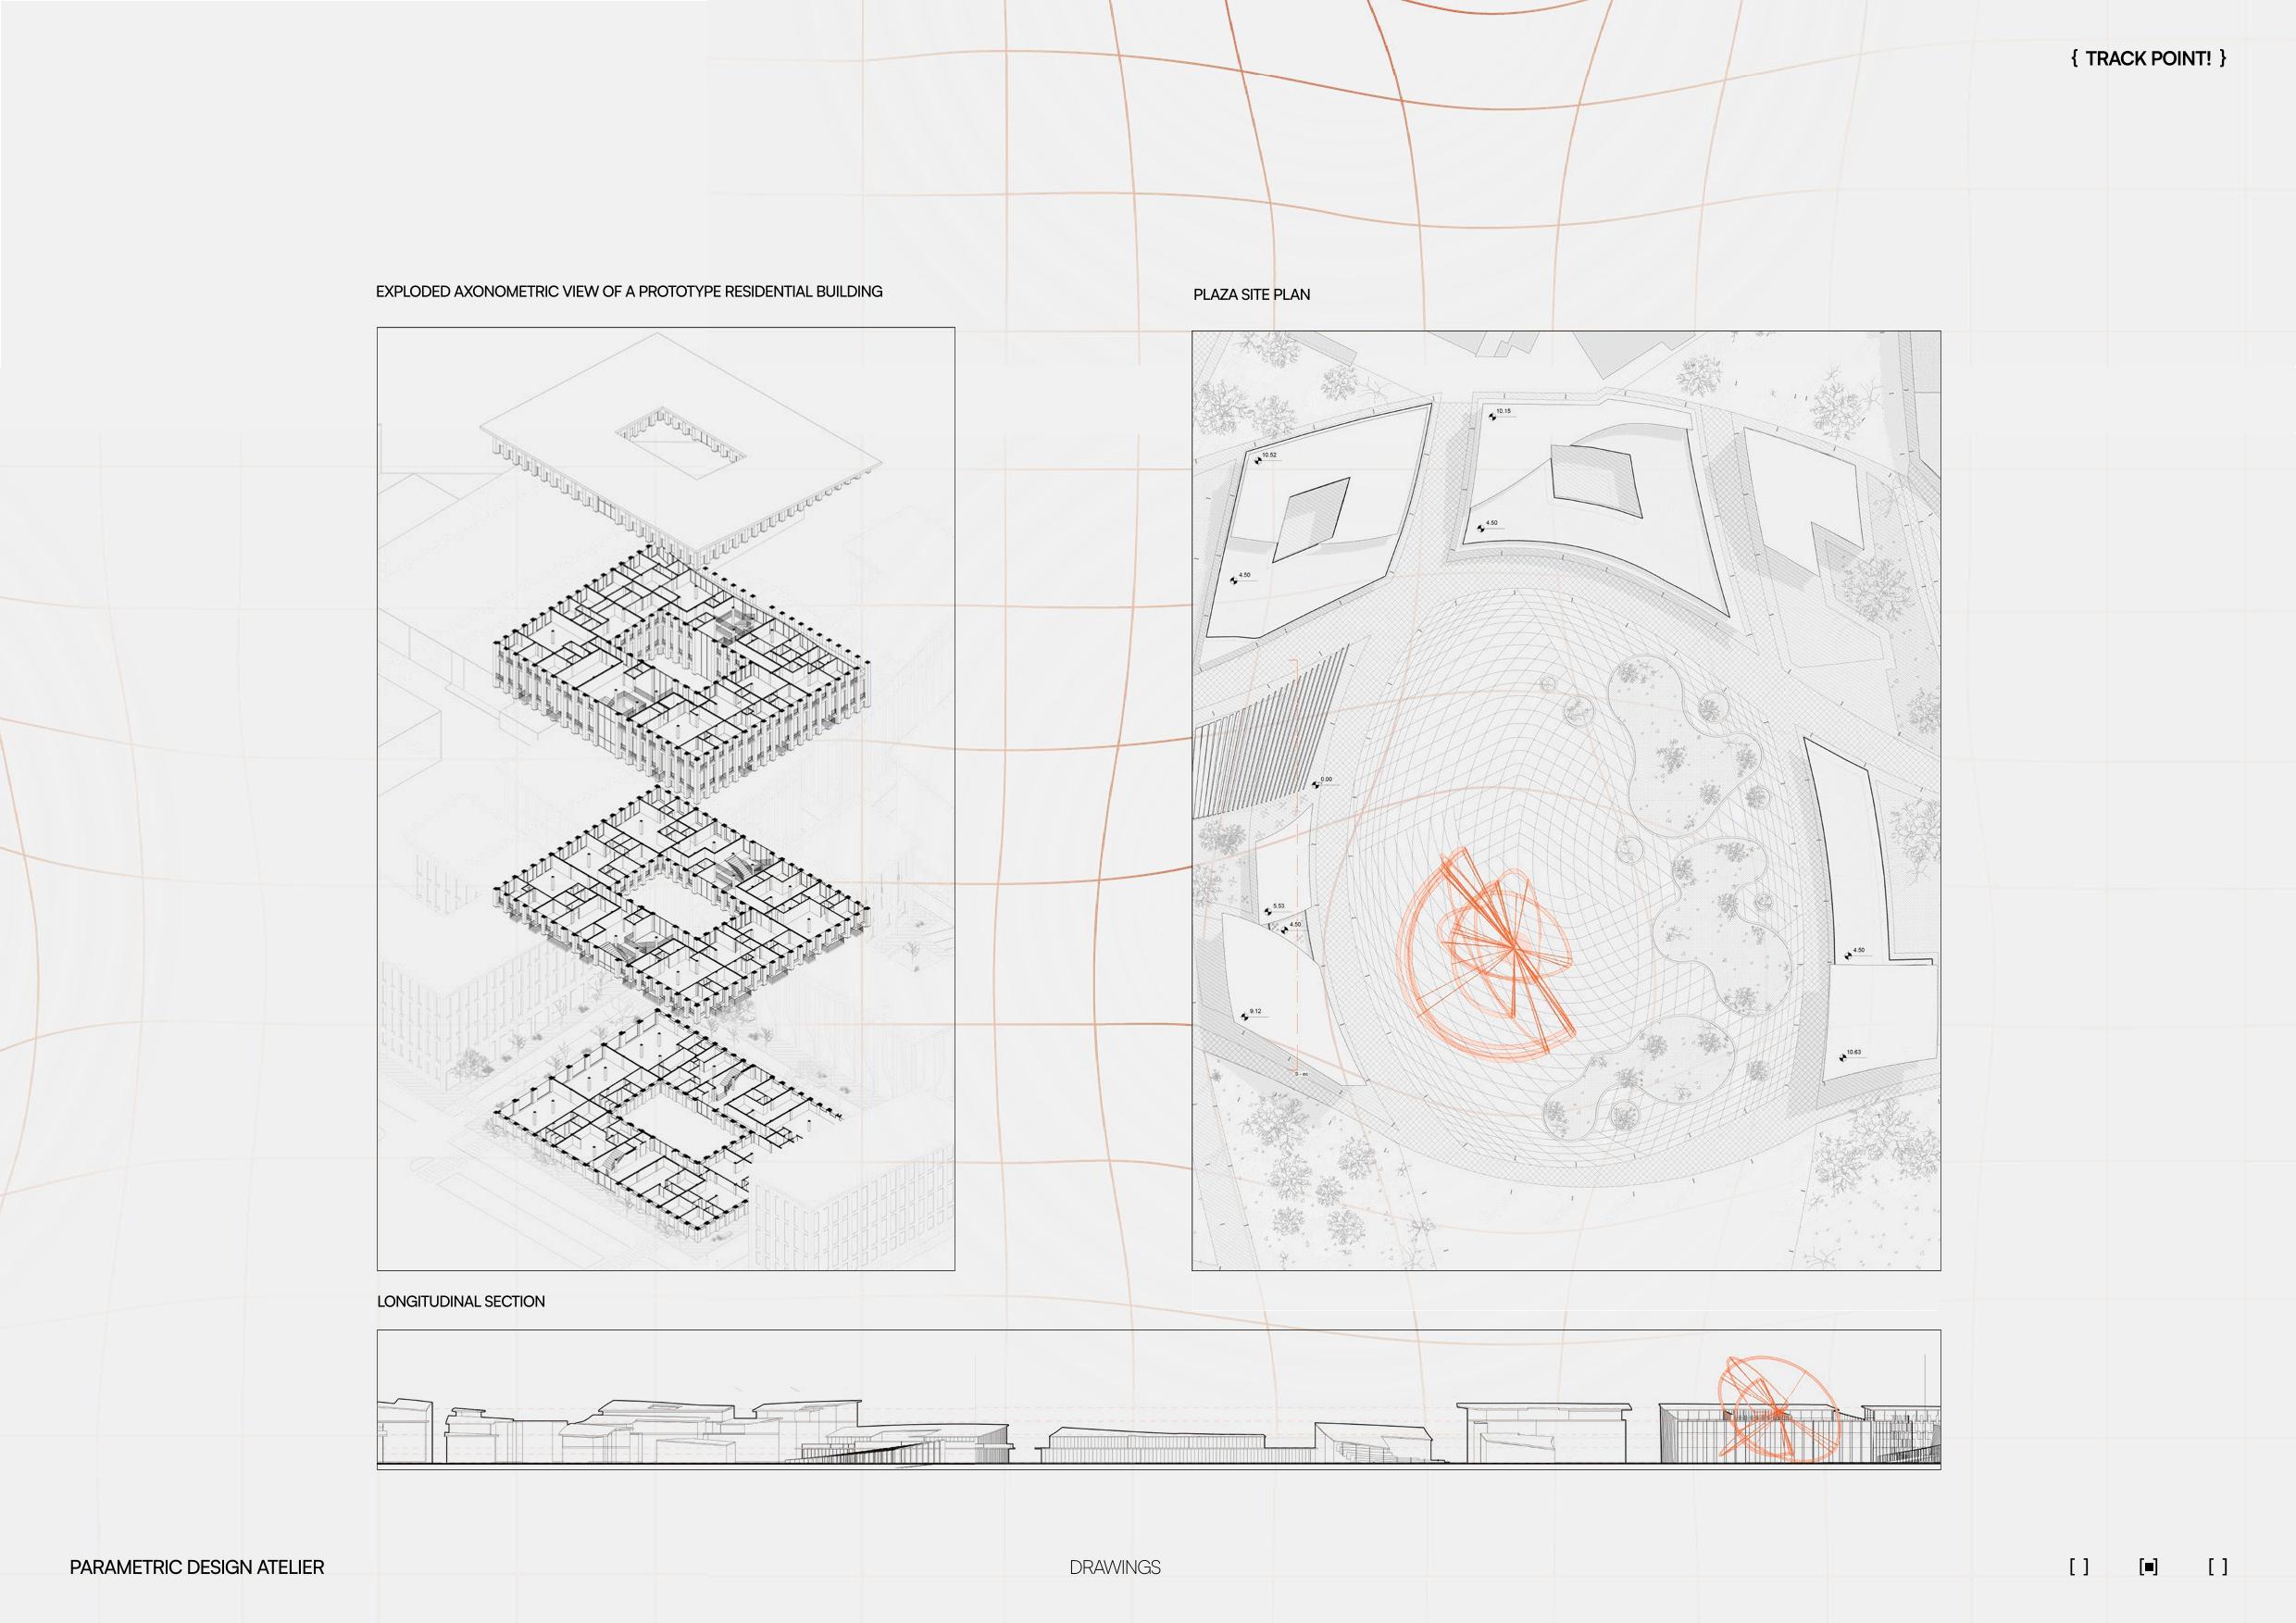 { TRACK POINT! }
EXPLODED AXONOMETRIC VIEW OF A PROTOTYPE RESIDENTIAL BUILDING
PLAZA SITE PLAN
10.15
10.52
4.50
4.50
0.00
5.53
4.50
4.50
9.12
10.63
LONGITUDINAL SECTION
PARAMETRIC DESIGN ATELIER
DRAWINGS
[ ] [■] [ ]